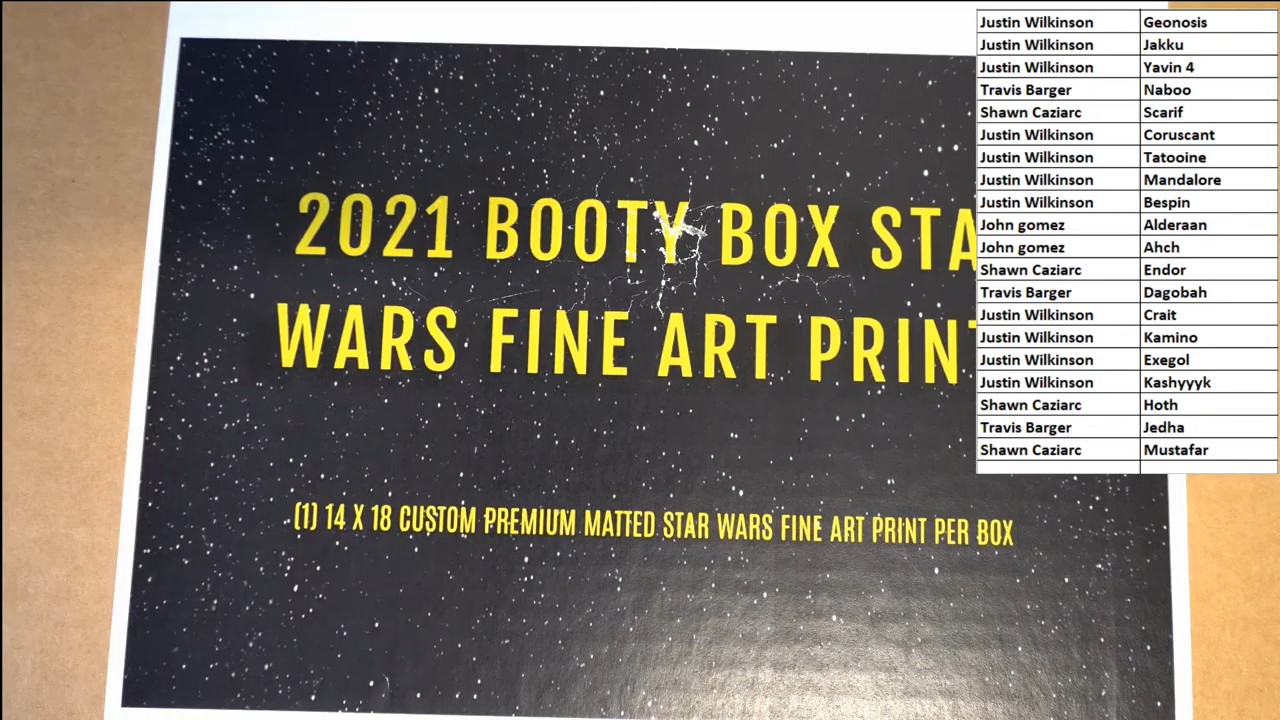 2021 BOOTY BOX STA
WARS FINE ART PRIN
(1) 14 X 18 CUSTOM PREMIUM MATTED STAR WARS FINE ART PRINT PER BOX
Justin Wilkinson Geonosis
Justin Wilkinson Jakku
Justin Wilkinson Yavin 4
Travis Barger Naboo
Shawn Caziarc Scarif
Justin Wilkinson Coruscant
Justin Wilkinson Tatooine
Justin Wilkinson Mandalore
Justin Wilkinson Bespin
John gomez Alderaan
John gomez Ahch
Shawn Caziarc Endor
Travis Barger Dagobah
Justin Wilkinson Crait
Justin Wilkinson Kamino
Justin Wilkinson Exegol
Justin Wilkinson Kashyyyk
Shawn Caziarc Hoth
Travis Barger Jedha
Shawn Caziarc Mustafar